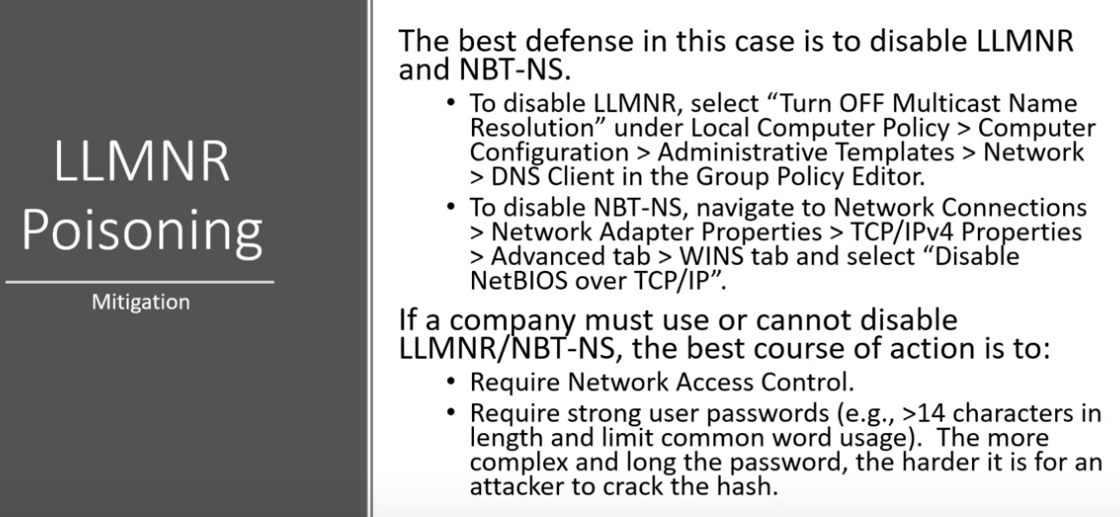 LLMNR
Poisoning
Mitigation
The best defense in this case is to disable LLMNR
and NBT-NS.
• To disable LLMNR, select “Turn OFF Multicast Name
Resolution” under Local Computer Policy > Computer
Configuration > Administrative Templates > Network
> DNS Client in the Group Policy Editor.
• To disable NBT-NS, navigate to Network Connections
> Network Adapter Properties > TCP/IPv4 Properties
> Advanced tab > WINS tab and select “Disable
NetBIOS over TCP/IP”.
If a company must use or cannot disable
LLMNR/NBT-NS, the best course of action is to:
• Require Network Access Control.
• Require strong user passwords (e.g., >14 characters in
length and limit common word usage).  The more
complex and long the password, the harder it is for an
attacker to crack the hash.